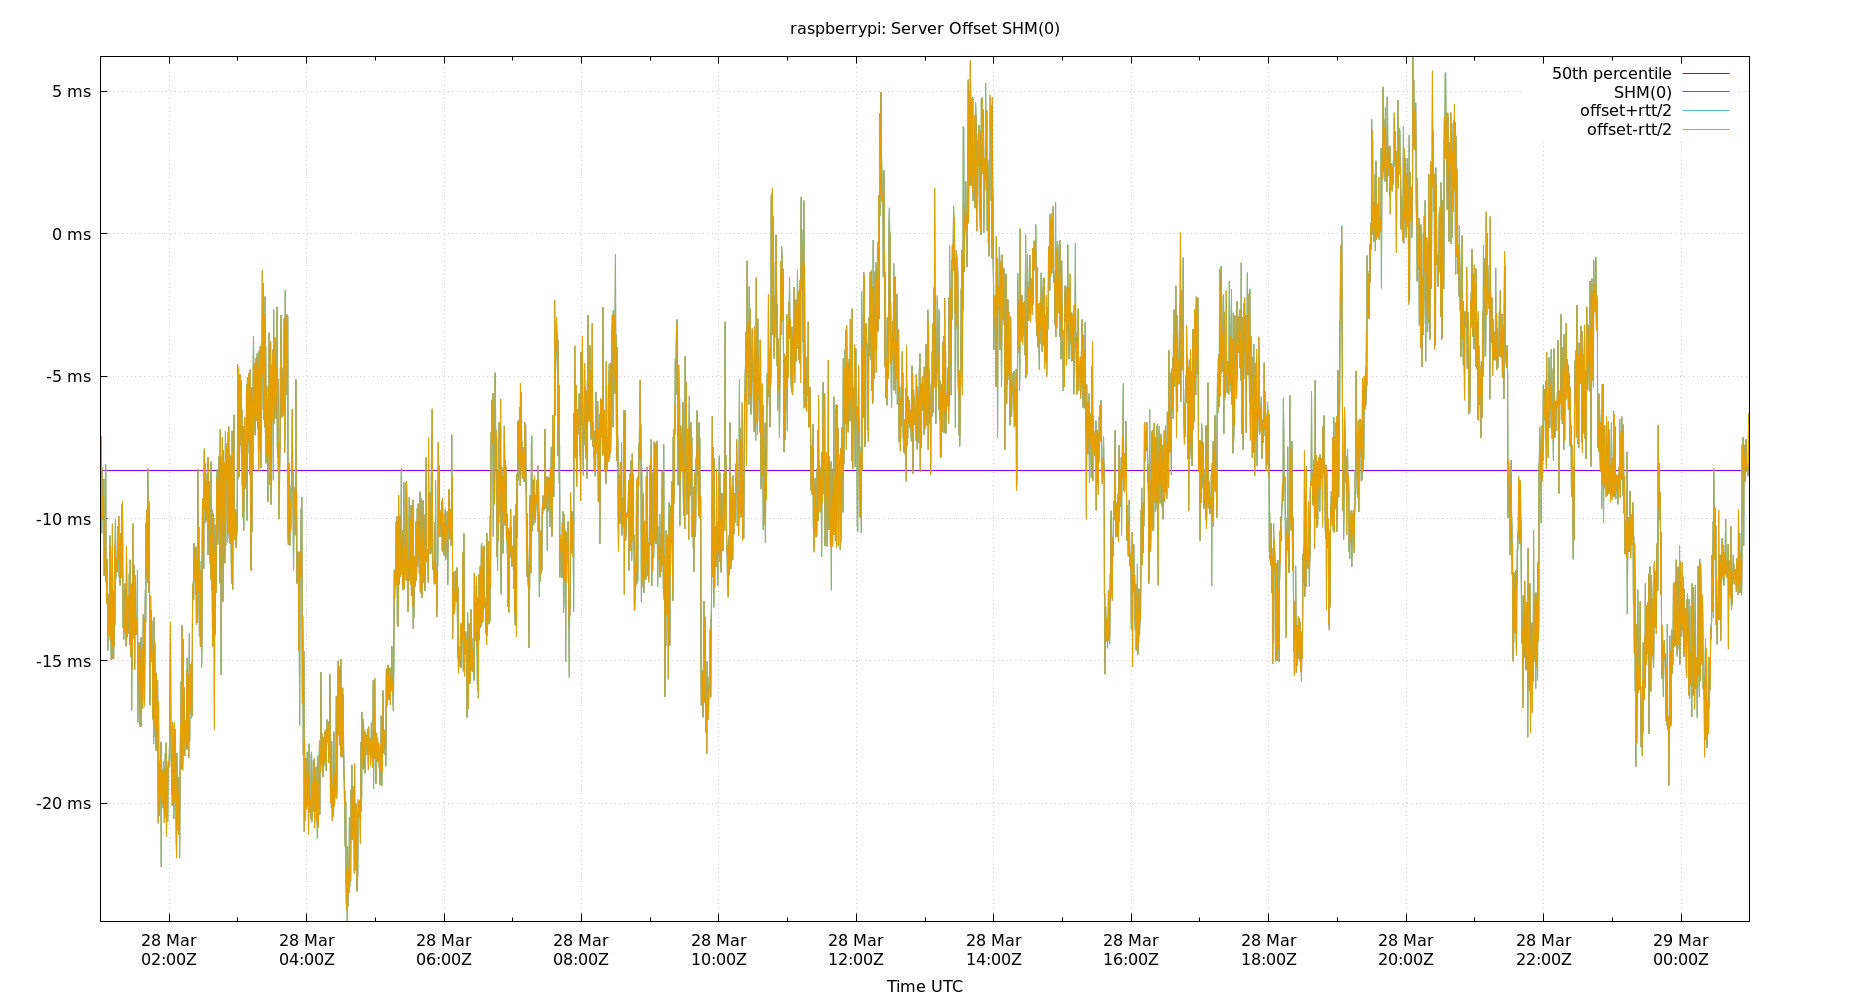 raspberrypi: Server Offset SHM(0)
50th percentile
SHM(0)
offset+rtt/2
offset-rtt/2
5 ms
0 ms
-5 ms
-10 ms
-15 ms
-20 ms
28 Mar 28 Mar 28 Mar 28 Mar 28 Mar 28 Mar 28 Mar 28 Mar 28 Mar 28 Mar 28 Mar 29 Mar
02:00Z 04:00Z 06:00Z 08:00Z 10:00Z 12:00Z 14:00Z 16:00Z 18:00Z 20:00Z 22:00Z 00:00Z
Time UTC